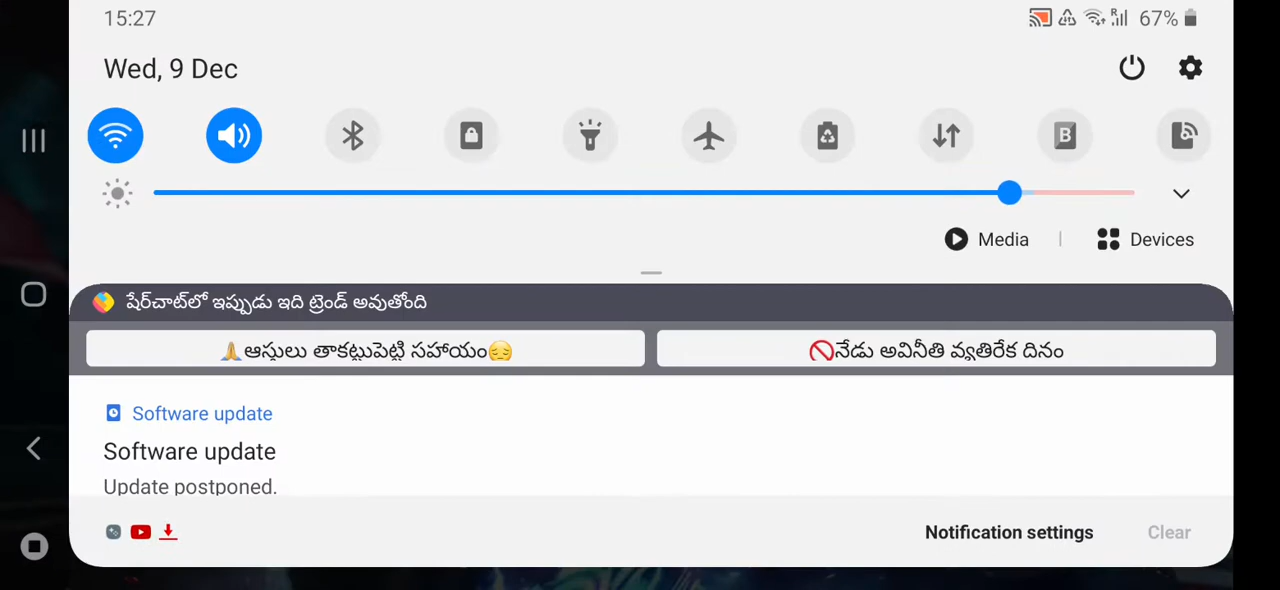 15:27
R
67%
Wed, 9 Dec
B
Media | Devices
షేర్‌చాట్‌లో ఇప్పుడు ఇది ట్రెండ్ అవుతోంది
🙏ఆస్తులు తాకట్టుపెట్టి సహాయం😔
🚫నేడు అవినీతి వ్యతిరేక దినం
Software update
Software update
Update postponed.
Notification settings
Clear